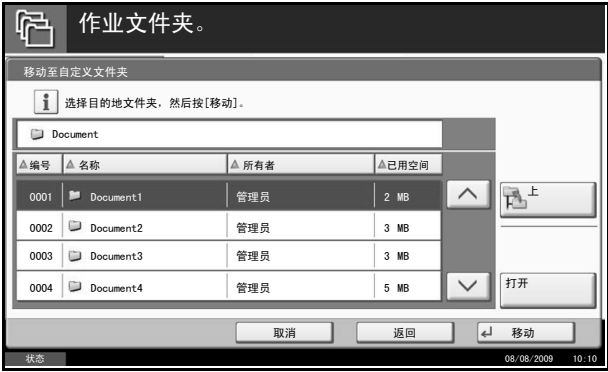 作业文件夹。
移动至自定义文件夹
选择目的地文件夹，然后按[移动]。
Document
编号 名称 所有者 已用空间
0001 Document1 管理员 2 MB
上
0002 Document2 管理员 3 MB
0003 Document3 管理员 3 MB
0004 Document4 管理员 5 MB
打开
取消 返回 移动
状态 08/08/2009 10:10